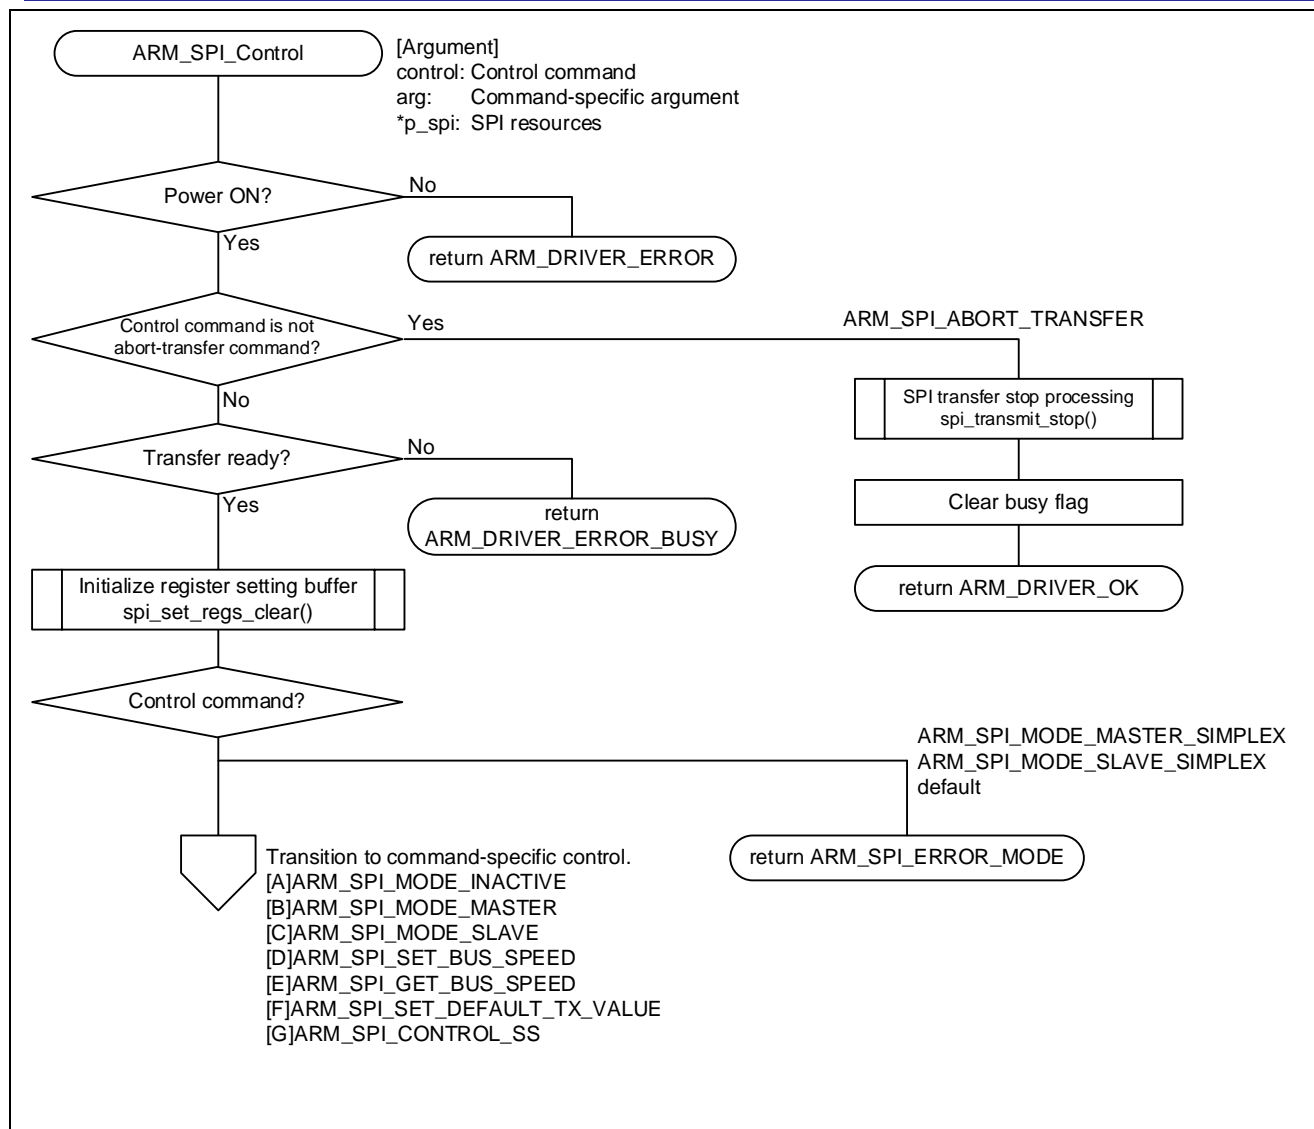 ARM_SPI_Control
[Argument]
control: Control command
arg: Command-specific argument
*p_spi: SPI resources
Power ON?
No
Yes
return ARM_DRIVER_ERROR
Control command is not
abort-transfer command?
Yes
ARM_SPI_ABORT_TRANSFER
No
SPI transfer stop processing
spi_transmit_stop()
Transfer ready?
No
Yes
return
ARM_DRIVER_ERROR_BUSY
Clear busy flag
return ARM_DRIVER_OK
Initialize register setting buffer
spi_set_regs_clear()
Control command?
ARM_SPI_MODE_MASTER_SIMPLEX
ARM_SPI_MODE_SLAVE_SIMPLEX
default
return ARM_SPI_ERROR_MODE
Transition to command-specific control.
[A]ARM_SPI_MODE_INACTIVE
[B]ARM_SPI_MODE_MASTER
[C]ARM_SPI_MODE_SLAVE
[D]ARM_SPI_SET_BUS_SPEED
[E]ARM_SPI_GET_BUS_SPEED
[F]ARM_SPI_SET_DEFAULT_TX_VALUE
[G]ARM_SPI_CONTROL_SS